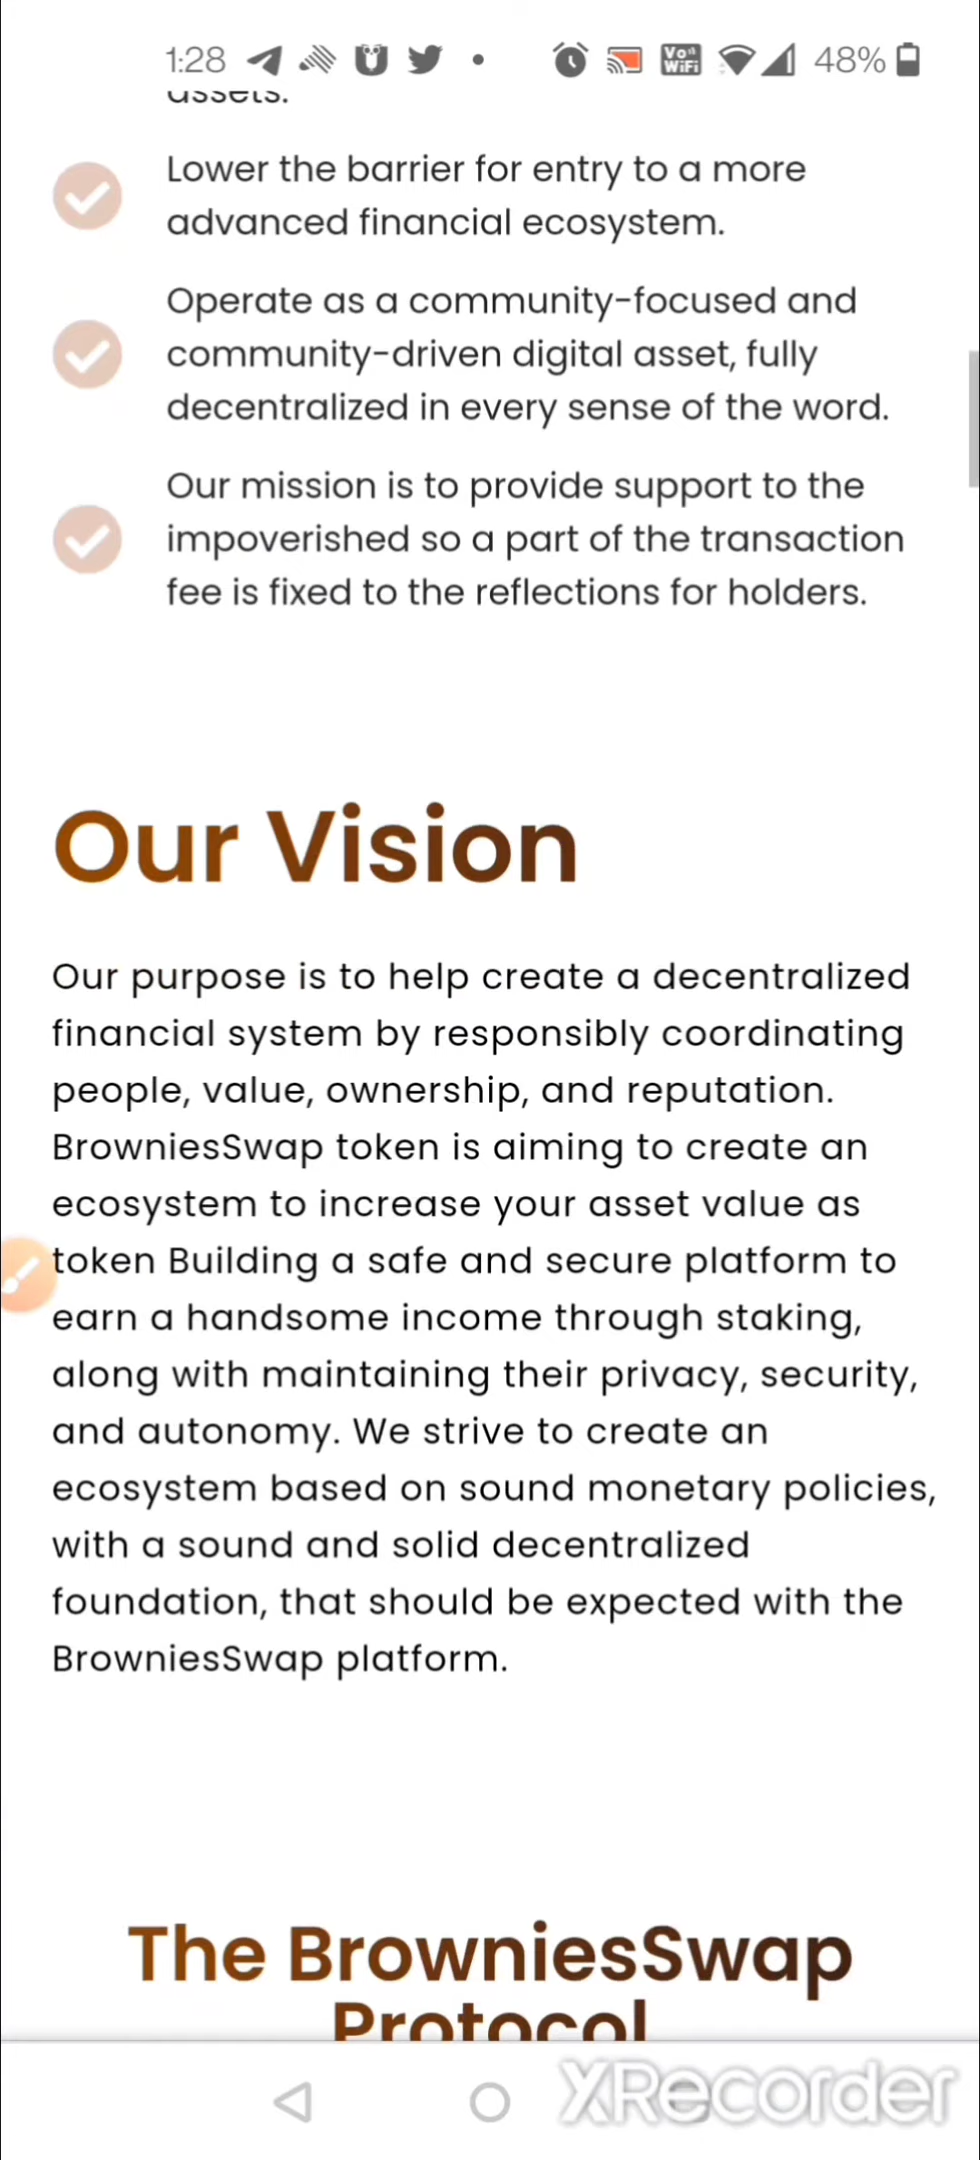 1:28
Vo
WiFi
48%
assets.
Lower the barrier for entry to a more
advanced financial ecosystem.
Operate as a community-focused and
community-driven digital asset, fully
decentralized in every sense of the word.
Our mission is to provide support to the
impoverished so a part of the transaction
fee is fixed to the reflections for holders.
Our Vision
Our purpose is to help create a decentralized
financial system by responsibly coordinating
people, value, ownership, and reputation.
BrowniesSwap token is aiming to create an
ecosystem to increase your asset value as
token Building a safe and secure platform to
earn a handsome income through staking,
along with maintaining their privacy, security,
and autonomy. We strive to create an
ecosystem based on sound monetary policies,
with a sound and solid decentralized
foundation, that should be expected with the
BrowniesSwap platform.
The BrowniesSwap
Protocol
XRecorder